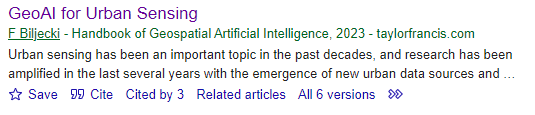 GeoAI for Urban Sensing
F Biljecki - Handbook of Geospatial Artificial Intelligence, 2023 - taylorfrancis.com
Urban sensing has been an important topic in the past decades, and research has been
amplified in the last several years with the emergence of new urban data sources and ...
Save Cite Cited by 3 Related articles All 6 versions